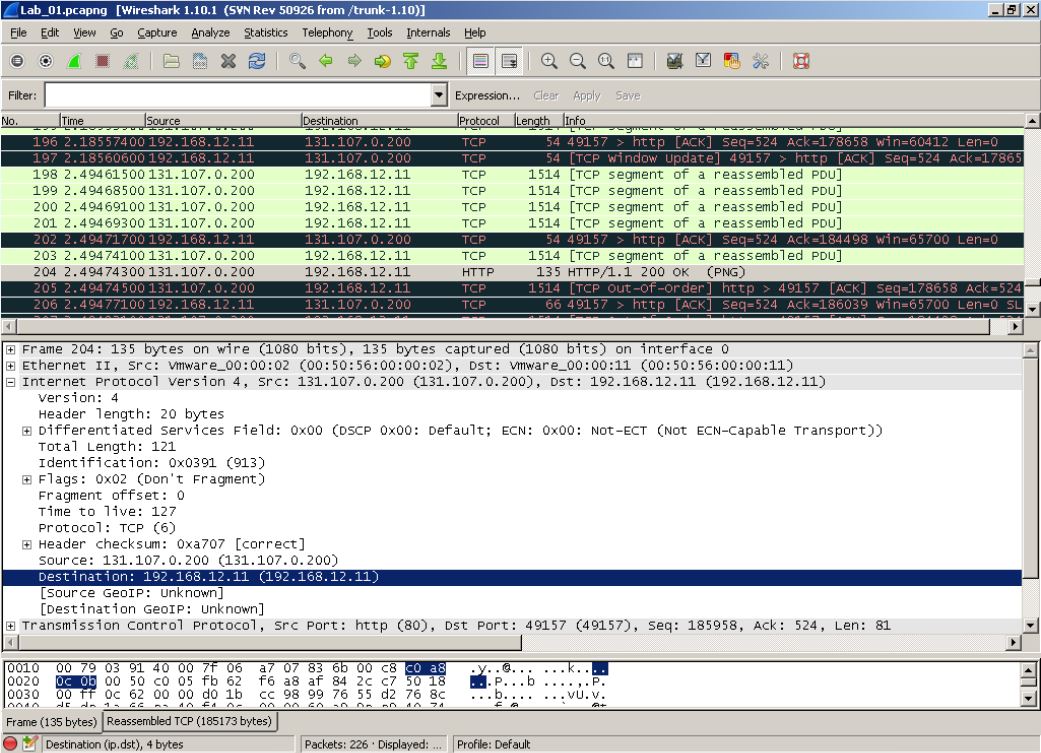 Lab_01.pcapng [Wireshark 1.10.1 (SVN Rev 50926 from /trunk-1.10)]
File Edit View Go Capture Analyze Statistics Telephony Tools Internals Help
Filter: Expression... Clear Apply Save
No. Time Source Destination Protocol Length Info
196 2.18557400 192.168.12.11 131.107.0.200 TCP 54 49157 > http [ACK] Seq=524 Ack=178658 Win=60412 Len=0
197 2.18560600 192.168.12.11 131.107.0.200 TCP 54 [TCP Window Update] 49157 > http [ACK] Seq=524 Ack=17865
198 2.49461500 131.107.0.200 192.168.12.11 TCP 1514 [TCP segment of a reassembled PDU]
199 2.49468500 131.107.0.200 192.168.12.11 TCP 1514 [TCP segment of a reassembled PDU]
200 2.49469100 131.107.0.200 192.168.12.11 TCP 1514 [TCP segment of a reassembled PDU]
201 2.49469300 131.107.0.200 192.168.12.11 TCP 1514 [TCP segment of a reassembled PDU]
202 2.49471700 192.168.12.11 131.107.0.200 TCP 54 49157 > http [ACK] Seq=524 Ack=184498 Win=65700 Len=0
203 2.49474100 131.107.0.200 192.168.12.11 TCP 1514 [TCP segment of a reassembled PDU]
204 2.49474300 131.107.0.200 192.168.12.11 HTTP 135 HTTP/1.1 200 OK (PNG)
205 2.49474500 131.107.0.200 192.168.12.11 TCP 1514 [TCP Out-Of-Order] http > 49157 [ACK] Seq=178658 Ack=524
206 2.49477100 192.168.12.11 131.107.0.200 TCP 66 49157 > http [ACK] Seq=524 Ack=186039 Win=65700 Len=0 SL
Frame 204: 135 bytes on wire (1080 bits), 135 bytes captured (1080 bits) on interface 0
Ethernet II, Src: Vmware_00:00:02 (00:50:56:00:00:02), Dst: Vmware_00:00:11 (00:50:56:00:00:11)
Internet Protocol Version 4, Src: 131.107.0.200 (131.107.0.200), Dst: 192.168.12.11 (192.168.12.11)
Version: 4
Header length: 20 bytes
Differentiated Services Field: 0x00 (DSCP 0x00: Default; ECN: 0x00: Not-ECT (Not ECN-Capable Transport))
Total Length: 121
Identification: 0x0391 (913)
Flags: 0x02 (Don't Fragment)
Fragment offset: 0
Time to live: 127
Protocol: TCP (6)
Header checksum: 0xa707 [correct]
Source: 131.107.0.200 (131.107.0.200)
Destination: 192.168.12.11 (192.168.12.11)
[Source GeoIP: Unknown]
[Destination GeoIP: Unknown]
Transmission Control Protocol, Src Port: http (80), Dst Port: 49157 (49157), Seq: 185958, Ack: 524, Len: 81
0010 00 79 03 91 40 00 7f 06 a7 07 83 6b 00 c8 c0 a8 .y..@... ...k....
0020 0c 0b 00 50 c0 05 fb 62 f6 a8 af 84 2c c7 50 18 ...P...b ....,.P.
0030 00 ff 0c 62 00 00 d0 1b cc 98 99 76 55 d2 76 8c ...b.... ...vU.v.
Frame (135 bytes) Reassembled TCP (185173 bytes)
Destination (ip.dst), 4 bytes Packets: 226 · Displayed: ... Profile: Default